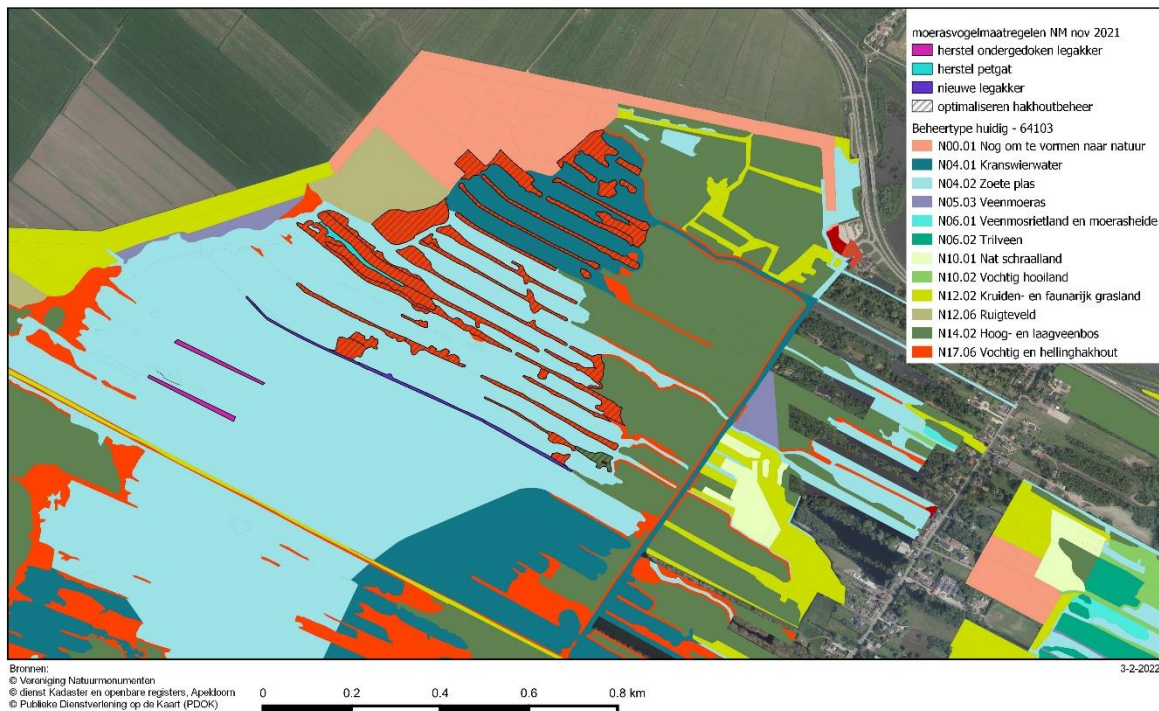 moerasvogelmaatregelen NM nov 2021
herstel ondergedoken legakker
herstel petgat
nieuwe legakker
optimaliseren hakhoutbeheer
Beheertype huidig - 64103
N00.01 Nog om te vormen naar natuur
N04.01 Kranswierwater
N04.02 Zoete plas
N05.03 Veenmoeras
N06.01 Veenmosrietland en moerasheide
N06.02 Trilveen
N10.01 Nat schraalland
N10.02 Vochtig hooiland
N12.02 Kruiden- en faunarijk grasland
N12.06 Ruigteveld
N14.02 Hoog- en laagveenbos
N17.06 Vochtig en hellinghakhout
3-2-2022
Bronnen:
© Vereniging Natuurmonumenten
© dienst Kadaster en openbare registers, Apeldoorn
© Publieke Dienstverlening op de Kaart (PDOK)
0 0.2 0.4 0.6 0.8 km